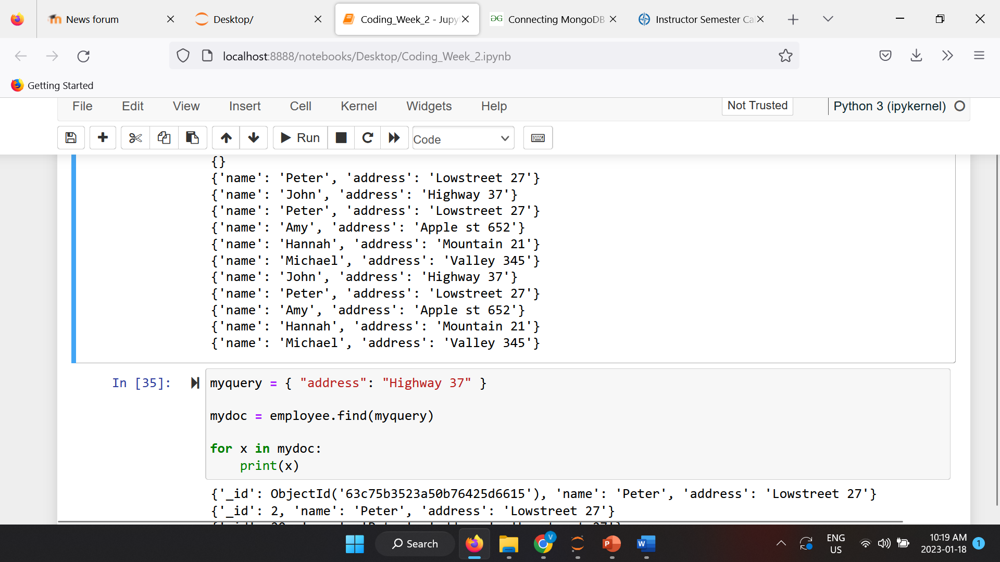 News forum
Desktop/
Coding_Week_2 - Jupy
Connecting MongoDB
Instructor Semester Cal
localhost:8888/notebooks/Desktop/Coding_Week_2.ipynb
Getting Started
File Edit View Insert Cell Kernel Widgets Help Not Trusted Python 3 (ipykernel)
Run Code
{}
{'name': 'Peter', 'address': 'Lowstreet 27'}
{'name': 'John', 'address': 'Highway 37'}
{'name': 'Peter', 'address': 'Lowstreet 27'}
{'name': 'Amy', 'address': 'Apple st 652'}
{'name': 'Hannah', 'address': 'Mountain 21'}
{'name': 'Michael', 'address': 'Valley 345'}
{'name': 'John', 'address': 'Highway 37'}
{'name': 'Peter', 'address': 'Lowstreet 27'}
{'name': 'Amy', 'address': 'Apple st 652'}
{'name': 'Hannah', 'address': 'Mountain 21'}
{'name': 'Michael', 'address': 'Valley 345'}
In [35]:
myquery = { "address": "Highway 37" }
mydoc = employee.find(myquery)
for x in mydoc:
    print(x)
{'_id': ObjectId('63c75b3523a50b76425d6615'), 'name': 'Peter', 'address': 'Lowstreet 27'}
{'_id': 2, 'name': 'Peter', 'address': 'Lowstreet 27'}
Search
V
P
W
ENG
US
10:19 AM
2023-01-18
1